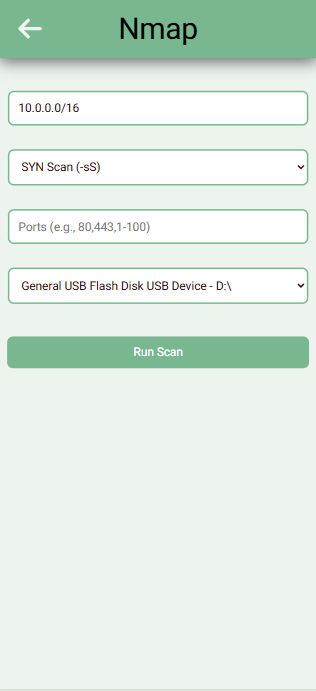 Nmap
10.0.0.0/16
SYN Scan (-sS)
Ports (e.g., 80,443,1-100)
General USB Flash Disk USB Device - D:\
Run Scan